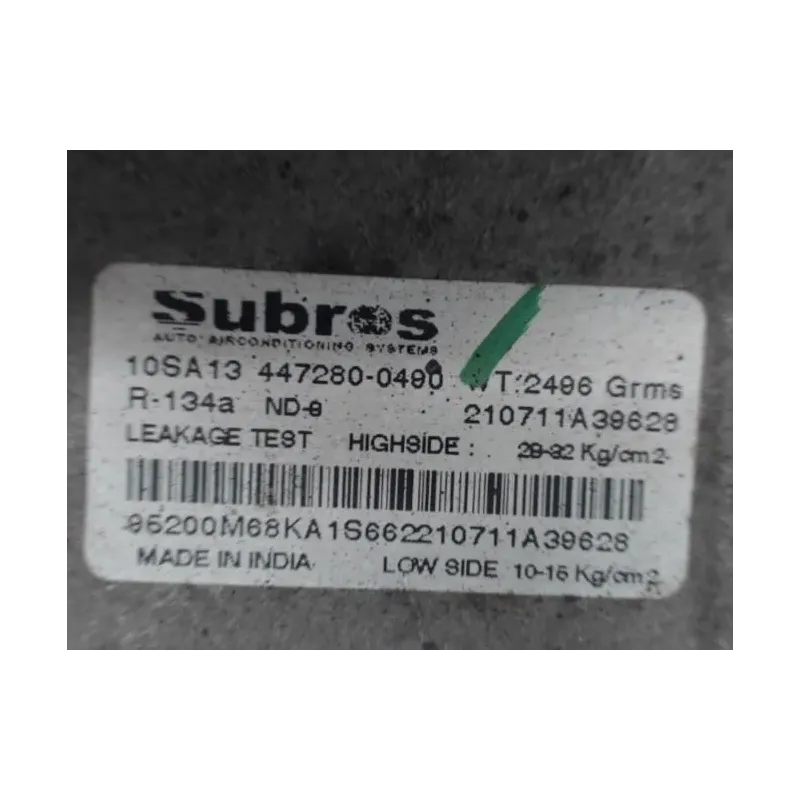 Subros
AUTO AIRCONDITIONING SYSTEMS
10SA13 447280-0490 WT:2496 Grms
R-134a ND-8 210711A39628
LEAKAGE TEST HIGHSIDE : 28-32 Kg/cm2
95200M68KA1S662210711A39628
MADE IN INDIA LOW SIDE 10-15 Kg/cm2